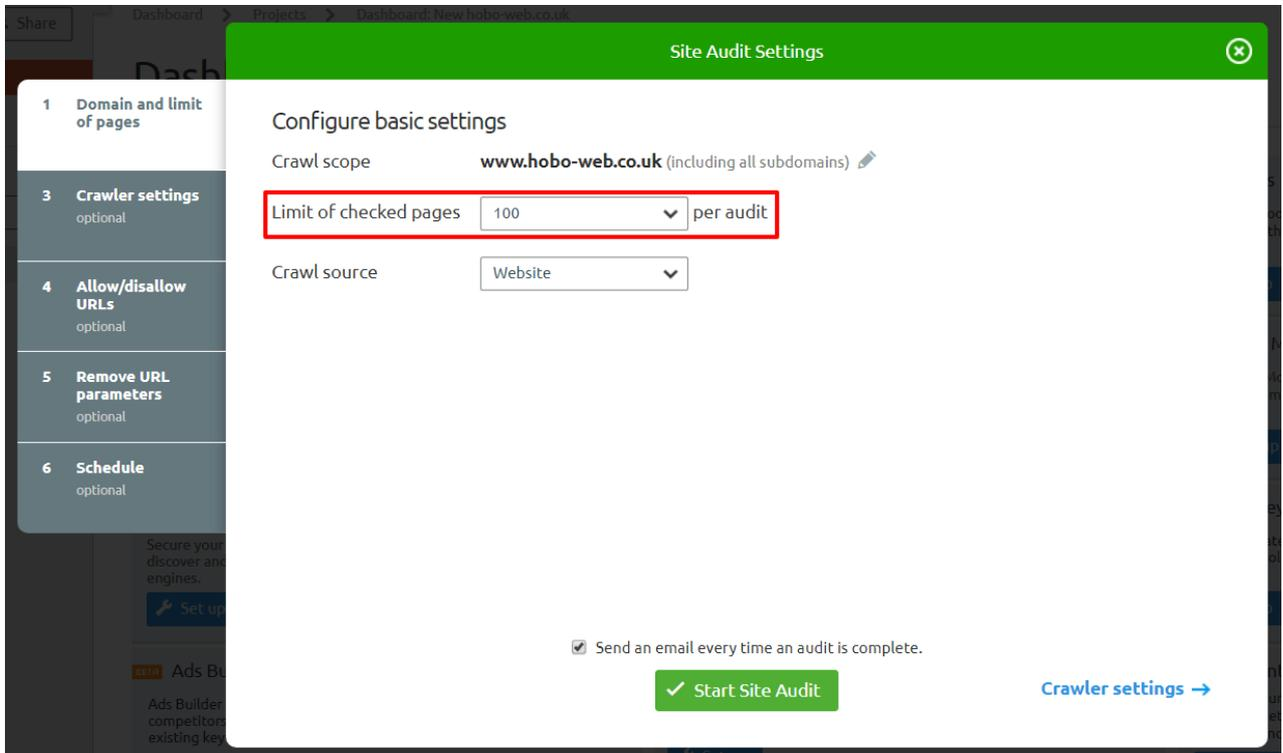 Share
Dashboard > Projects > Dashboard: New hobo-web.co.uk
Dashb
Site Audit Settings
1 Domain and limit
of pages
3 Crawler settings
optional
4 Allow/disallow
URLs
optional
5 Remove URL
parameters
optional
6 Schedule
optional
Configure basic settings
Crawl scope www.hobo-web.co.uk (including all subdomains)
Limit of checked pages 100 per audit
Crawl source Website
Secure your
discover and
engines.
Set up
Ads Bu
Ads Builder
competitors
existing key
Send an email every time an audit is complete.
Start Site Audit
Crawler settings →